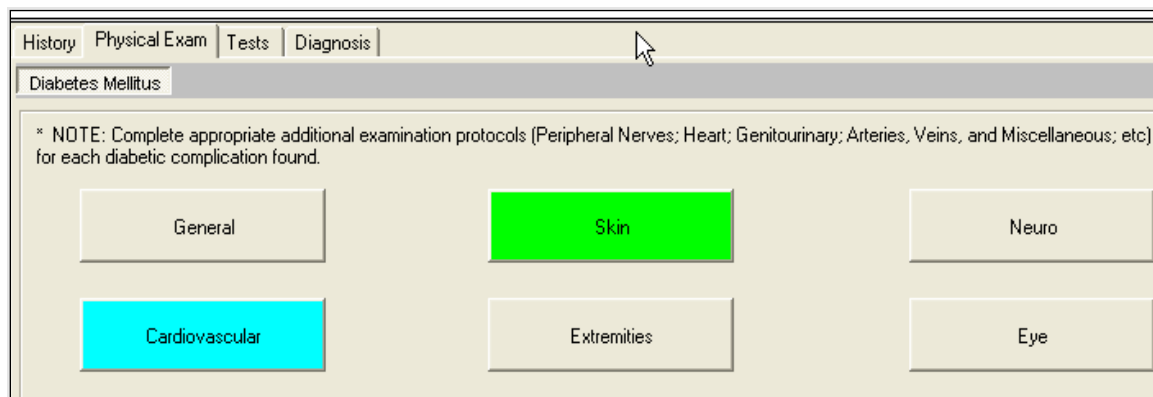 History Physical Exam Tests Diagnosis
Diabetes Mellitus
* NOTE: Complete appropriate additional examination protocols (Peripheral Nerves; Heart; Genitourinary; Arteries, Veins, and Miscellaneous; etc)
for each diabetic complication found.
General Skin Neuro
Cardiovascular Extremities Eye